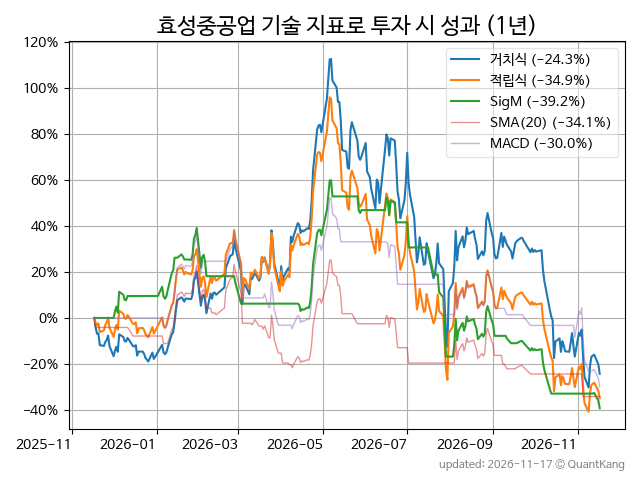 효성중공업 기술 지표로 투자 시 성과 (1년)
120%
100%
80%
60%
40%
20%
0%
−20%
−40%
거치식 (−24.3%)
적립식 (−34.9%)
SigM (−39.2%)
SMA(20) (−34.1%)
MACD (−30.0%)
2025-11 2026-01 2026-03 2026-05 2026-07 2026-09 2026-11
updated: 2026-11-17 © QuantKang